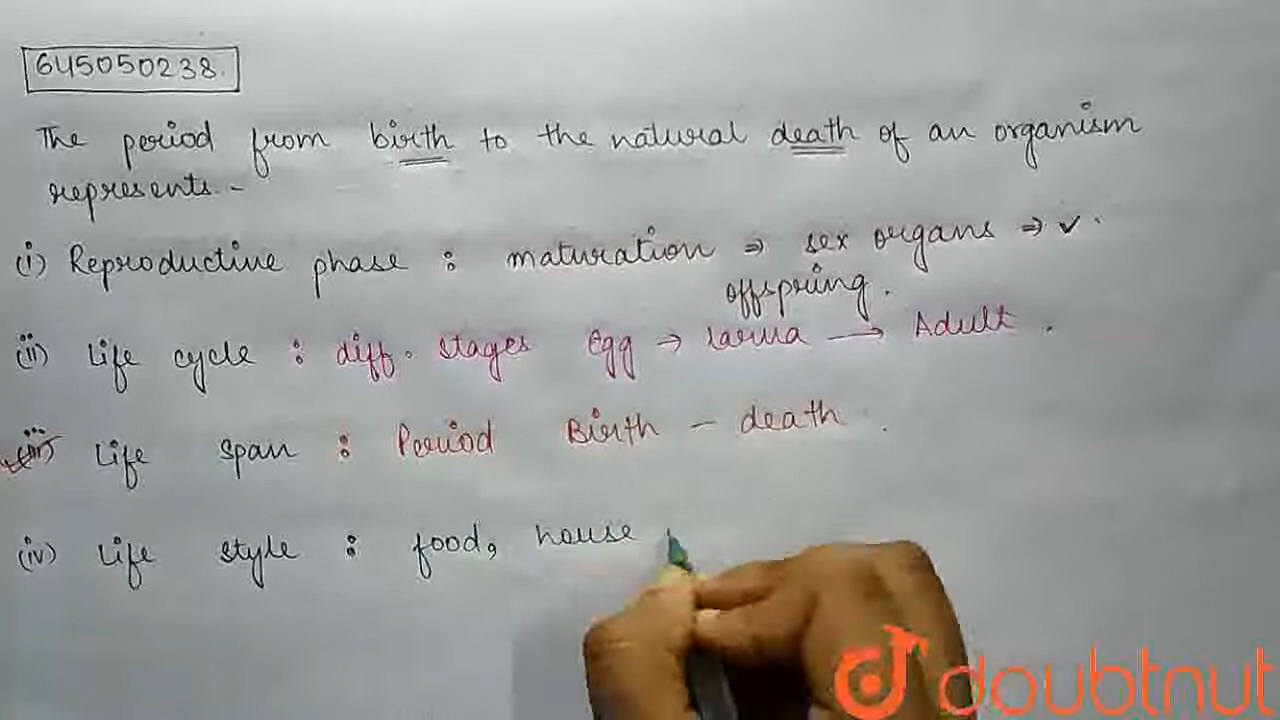 645050238.
The period from birth to the natural death of an organism
represents. -
(i) Reproductive phase : maturation ⇒ sex organs ⇒ ✓.
offspring.
(ii) Life cycle : diff. stages Egg → larva → Adult.
(iii) Life span : Period Birth - death.
(iv) Life style : food, house
doubtnut